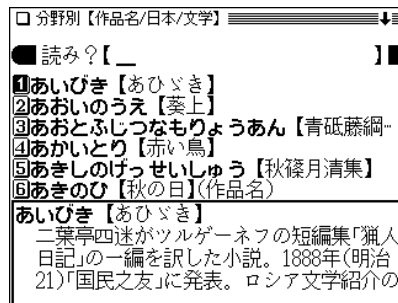 分野別【作品名/日本/文学】
読み?【_ 】
1あいびき【あひゞき】
2あおいのうえ【葵上】
3あおとふじつなもりょうあん【青砥藤綱…
4あかいとり【赤い鳥】
5あきしのげっせいしゅう【秋篠月清集】
6あきのひ【秋の日】(作品名)
あいびき【あひゞき】
二葉亭四迷がツルゲーネフの短編集「猟人
日記」の一編を訳した小説。1888年(明治
21)「国民之友」に発表。ロシア文学紹介の